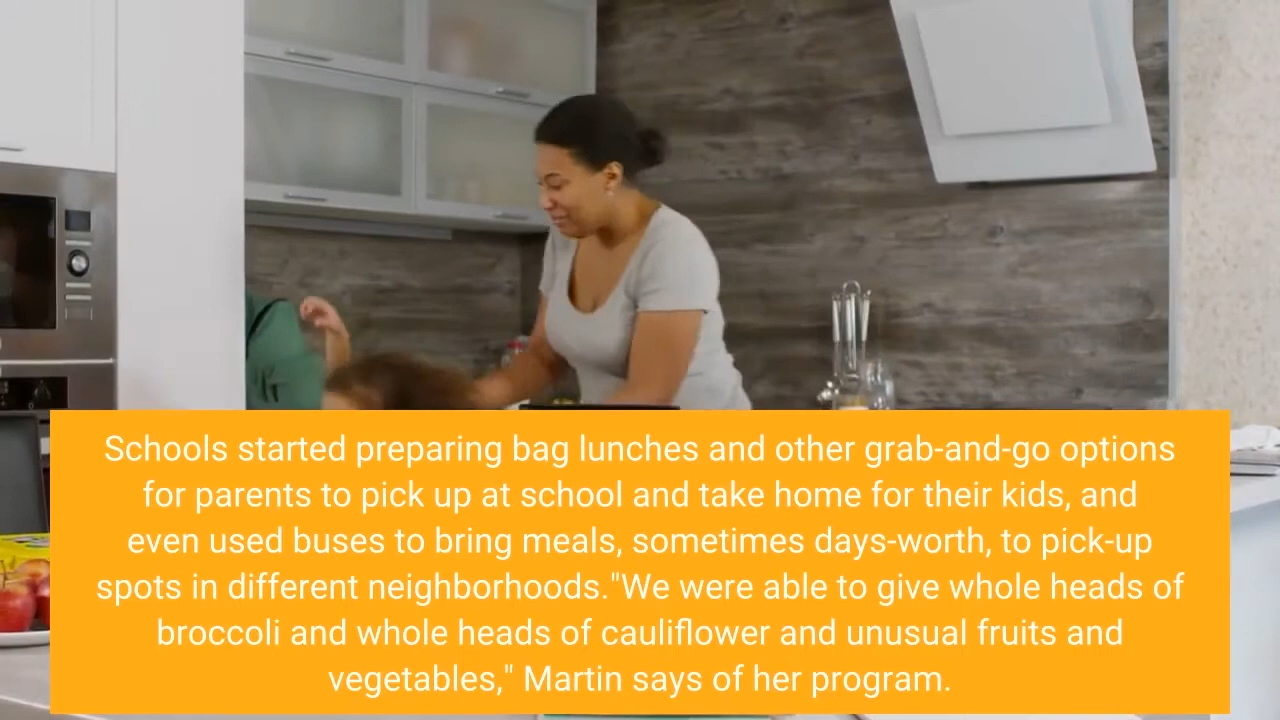 Schools started preparing bag lunches and other grab-and-go options
for parents to pick up at school and take home for their kids, and
even used buses to bring meals, sometimes days-worth, to pick-up
spots in different neighborhoods."We were able to give whole heads of
broccoli and whole heads of cauliflower and unusual fruits and
vegetables," Martin says of her program.